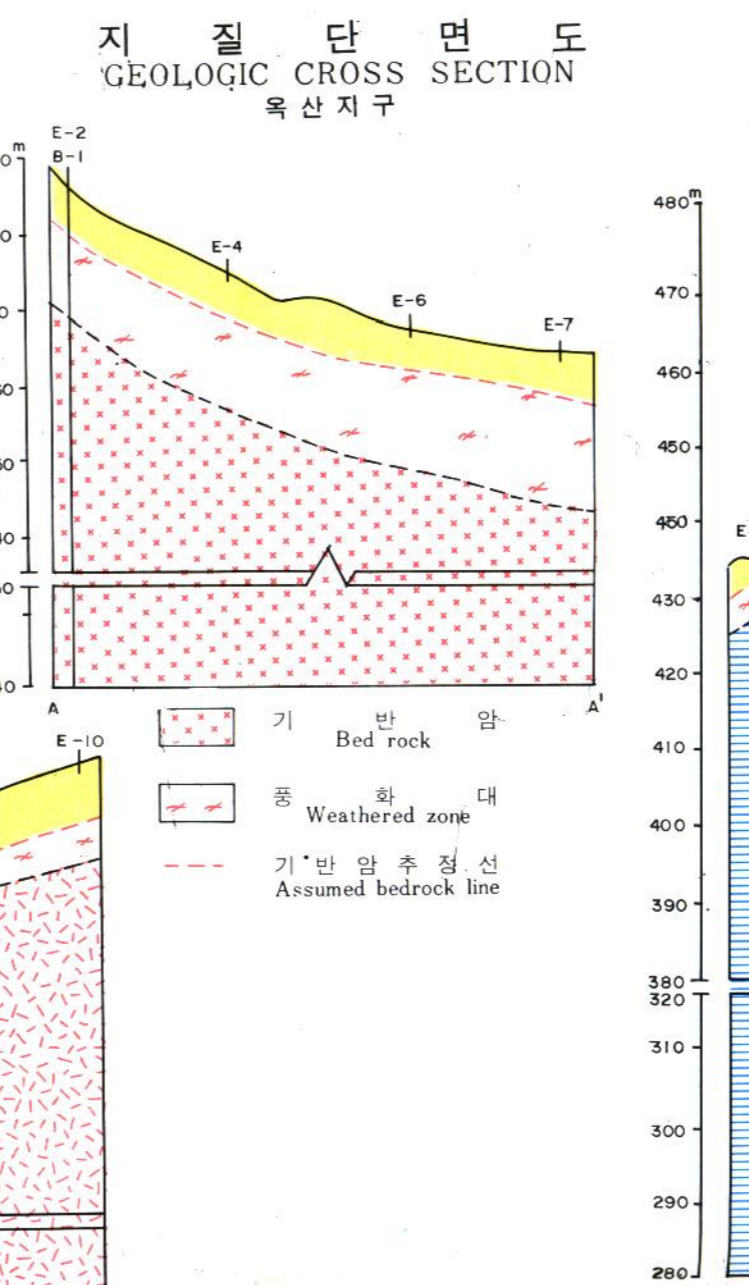 지 질 단 면 도
GEOLOGIC CROSS SECTION
옥 산 지 구
E-2
B-1
m
E-4
E-6
E-7
40
40
A
A'
E-10
기 반 암
Bed rock
풍 화 대
Weathered zone
기 반 암 추 정 선
Assumed bedrock line
480m
470
460
450
450
430
420
410
400
390
380
320
310
300
290
280
E-